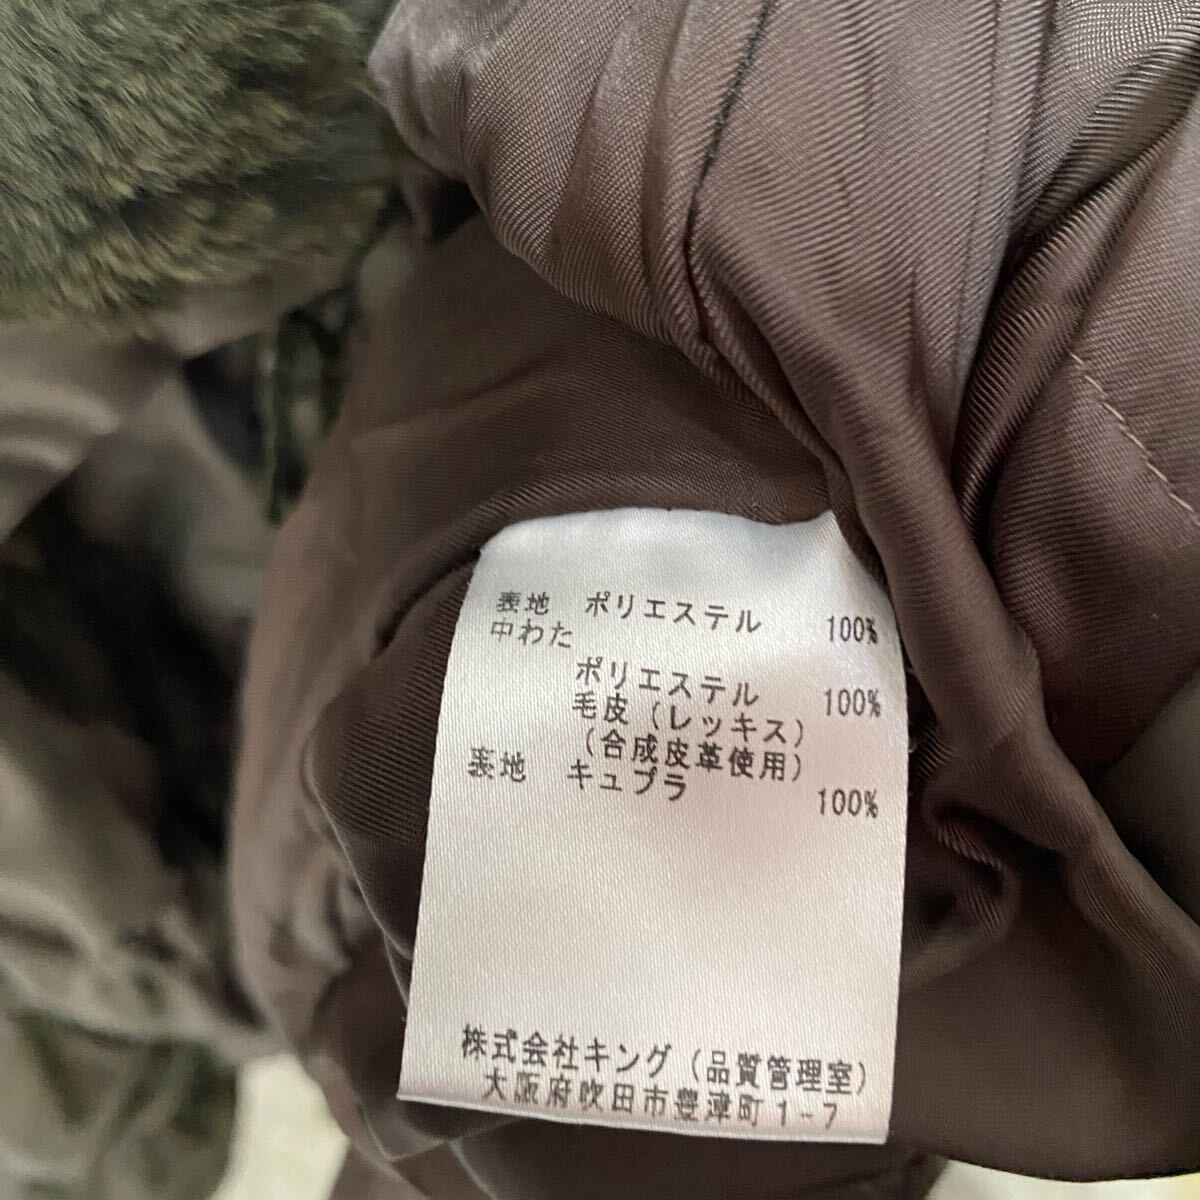 表地　ポリエステル　100%
中わた
ポリエステル　100%
毛皮（レッキス）
（合成皮革使用）
裏地　キュプラ　100%
株式会社キング（品質管理室）
大阪府吹田市豊津町1-7